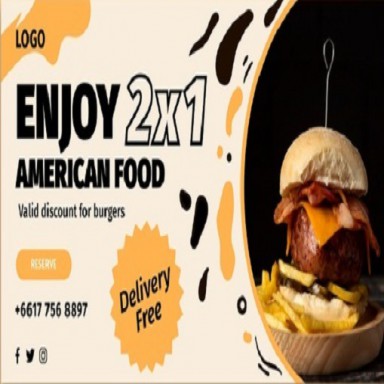 LOGO
ENJOY 2x1
AMERICAN FOOD
Valid discount for burgers
RESERVE
Delivery
Free
+6617 756 8897